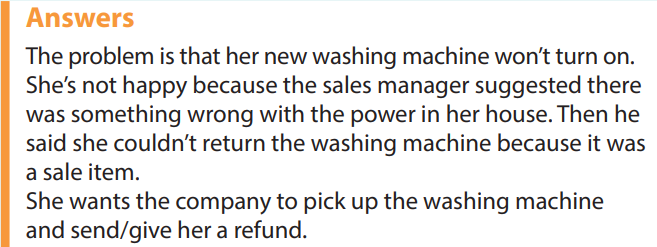 Answers
The problem is that her new washing machine won’t turn on.
She’s not happy because the sales manager suggested there
was something wrong with the power in her house. Then he
said she couldn’t return the washing machine because it was
a sale item.
She wants the company to pick up the washing machine
and send/give her a refund.